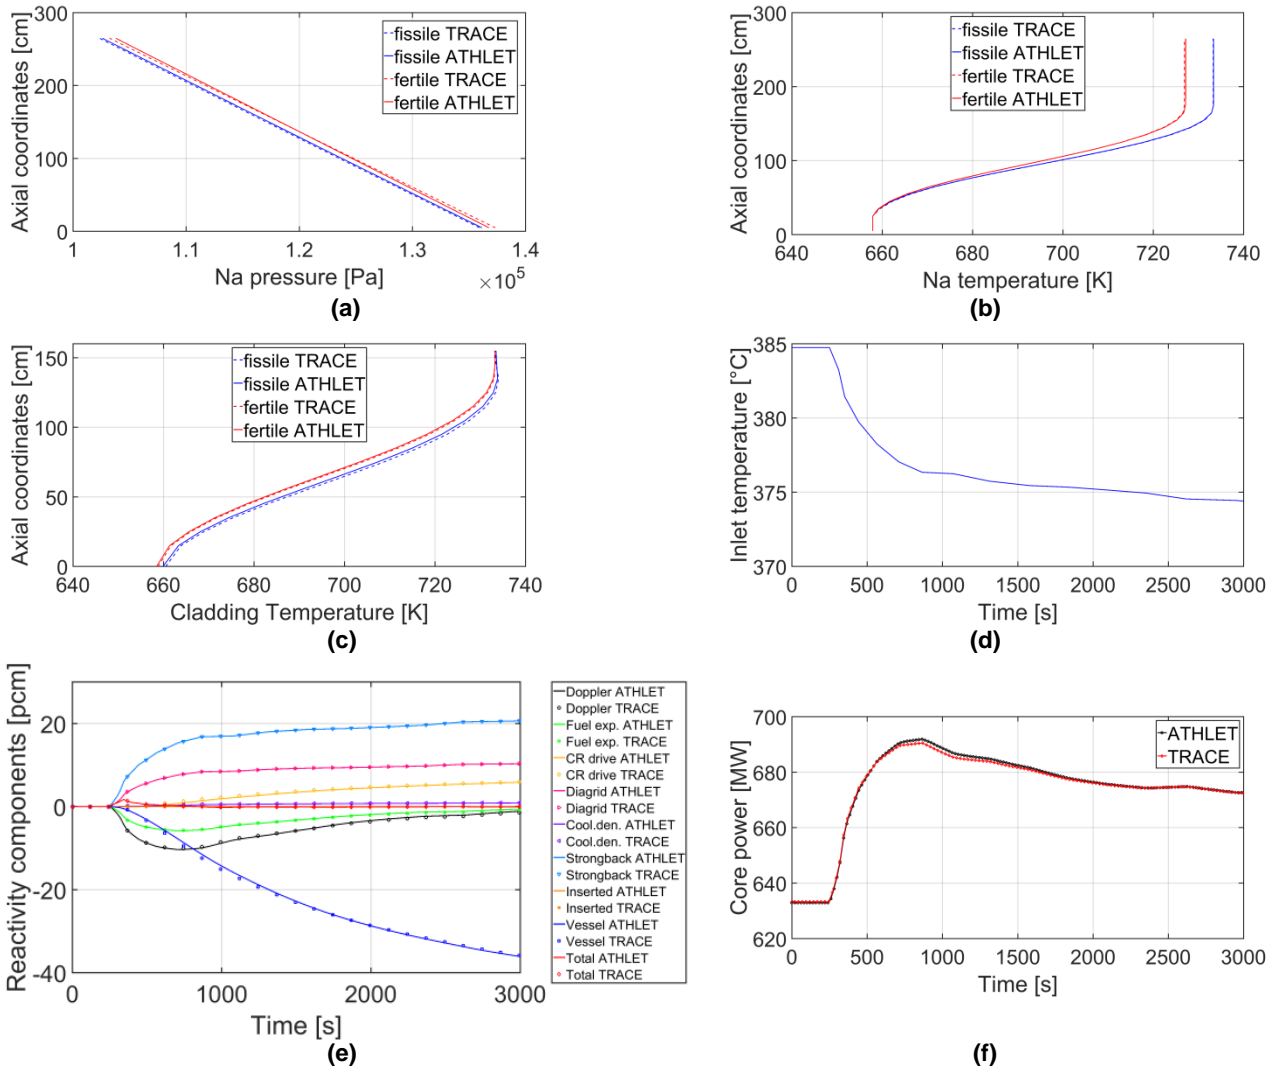 300
200
100
0
Axial coordinates [cm]
fissile TRACE
fissile ATHLET
fertile TRACE
fertile ATHLET
1 1.1 1.2 1.3 1.4
Na pressure [Pa] ×10⁵
(a)
300
200
100
0
Axial coordinates [cm]
fissile TRACE
fissile ATHLET
fertile TRACE
fertile ATHLET
640 660 680 700 720 740
Na temperature [K]
(b)
150
100
50
0
Axial coordinates [cm]
fissile TRACE
fissile ATHLET
fertile TRACE
fertile ATHLET
640 660 680 700 720 740
Cladding Temperature [K]
(c)
385
380
375
370
Inlet temperature [°C]
0 500 1000 1500 2000 2500 3000
Time [s]
(d)
20
0
-20
-40
Reactivity components [pcm]
0 1000 2000 3000
Time [s]
Doppler ATHLET
Doppler TRACE
Fuel exp. ATHLET
Fuel exp. TRACE
CR drive ATHLET
CR drive TRACE
Diagrid ATHLET
Diagrid TRACE
Cool.den. ATHLET
Cool.den. TRACE
Strongback ATHLET
Strongback TRACE
Inserted ATHLET
Inserted TRACE
Vessel ATHLET
Vessel TRACE
Total ATHLET
Total TRACE
(e)
700
680
660
640
620
Core power [MW]
ATHLET
TRACE
0 500 1000 1500 2000 2500 3000
Time [s]
(f)